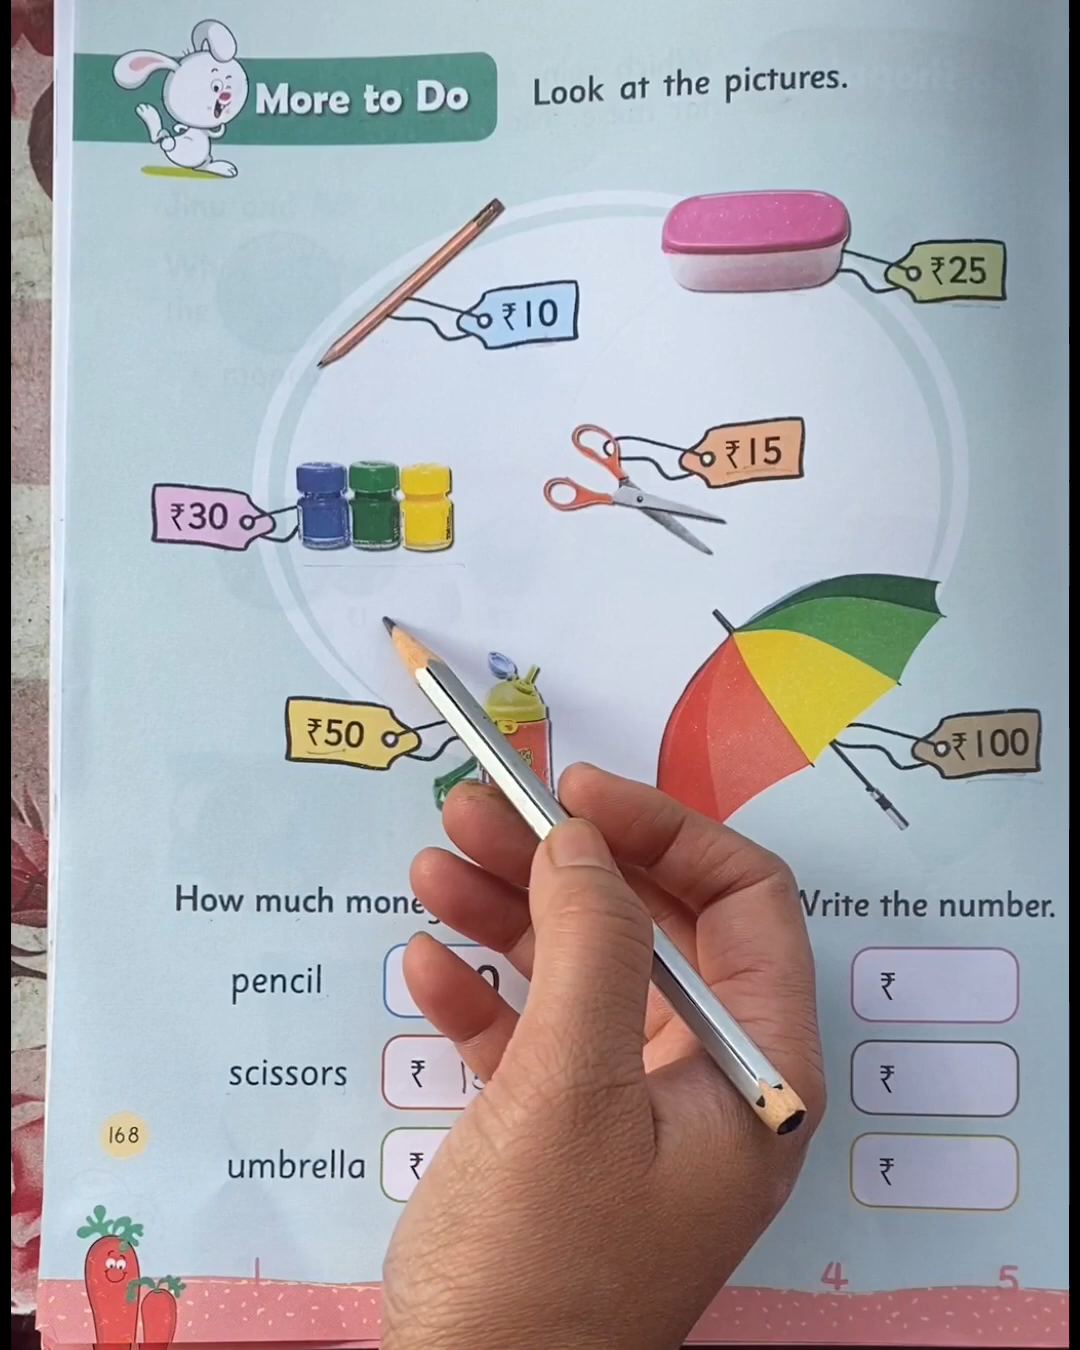 More to Do
Look at the pictures.
₹10
₹25
₹15
₹30
₹50
₹100
How much mone
Write the number.
pencil
₹
scissors
₹ 15
₹
umbrella
₹
₹
168
4
5